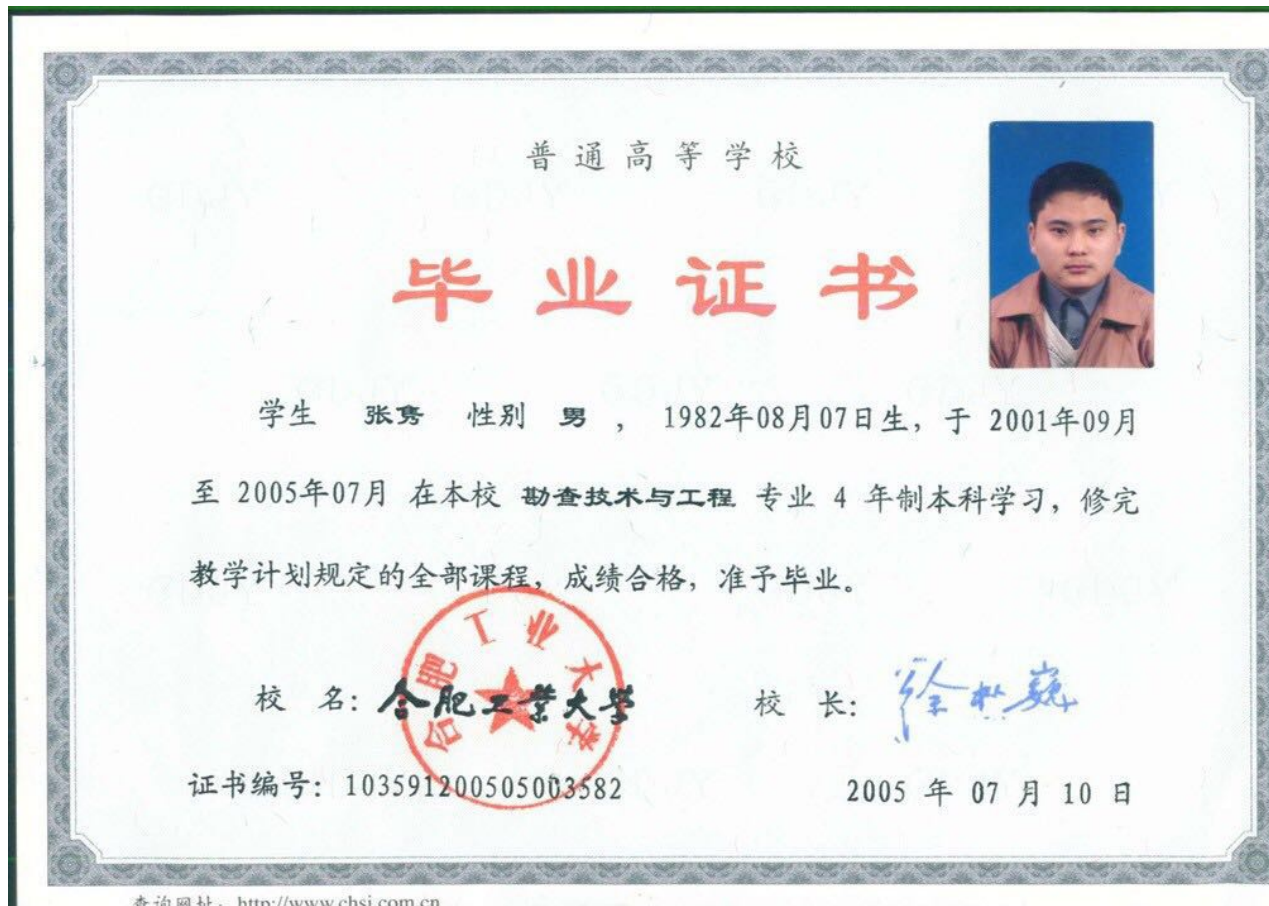 普通高等学校
毕业证书
学生 张隽 性别 男 ， 1982年08月07日生，于 2001年09月
至 2005年07月 在本校 勘查技术与工程 专业 4 年制本科学习，修完
教学计划规定的全部课程，成绩合格，准予毕业。
合肥工业大学
校 名：合肥工業大學 校 长：
证书编号：103591200505003582 2005 年 07 月 10 日
查询网址：http://www.chsi.com.cn